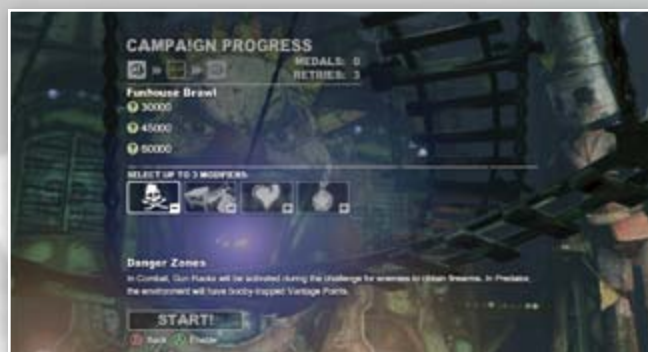 CAMPAIGN PROGRESS
MEDALS: 0
RETRIES: 3
Funhouse Brawl
30000
45000
60000
SELECT UP TO 3 MODIFIERS:
Danger Zones
In Combat, Gun Racks will be activated during the challenge for enemies to obtain firearms. In Predator,
the environment will have booby-trapped Vantage Points.
START!
Back Enable